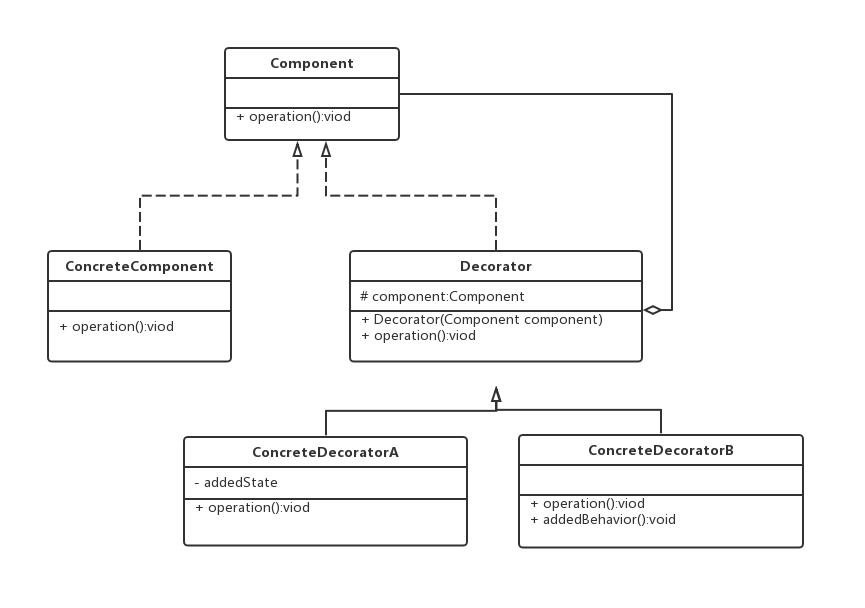 Component
+ operation():viod
ConcreteComponent
+ operation():viod
Decorator
# component:Component
+ Decorator(Component component)
+ operation():viod
ConcreteDecoratorA
- addedState
+ operation():viod
ConcreteDecoratorB
+ operation():viod
+ addedBehavior():void